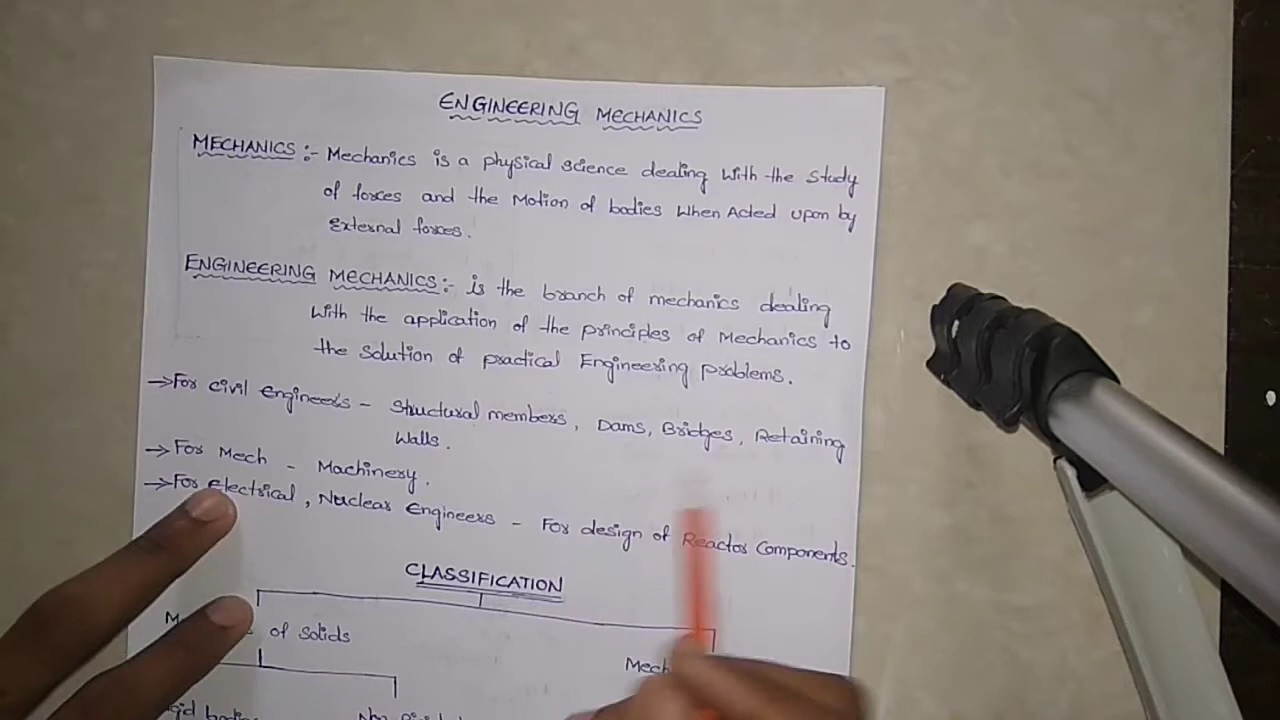 ENGINEERING MECHANICS
MECHANICS :- Mechanics is a physical science dealing with the study
of forces and the Motion of bodies when Acted upon by
External forces.
ENGINEERING MECHANICS :- is the branch of mechanics dealing
with the application of the principles of Mechanics to
the solution of practical Engineering problems.
→ For civil Engineers - Structural members, Dams, Bridges, Retaining
Walls.
→ For Mech - Machinery.
→ For Electrical, Nuclear Engineers - For design of Reactor Components.
CLASSIFICATION
of Solids